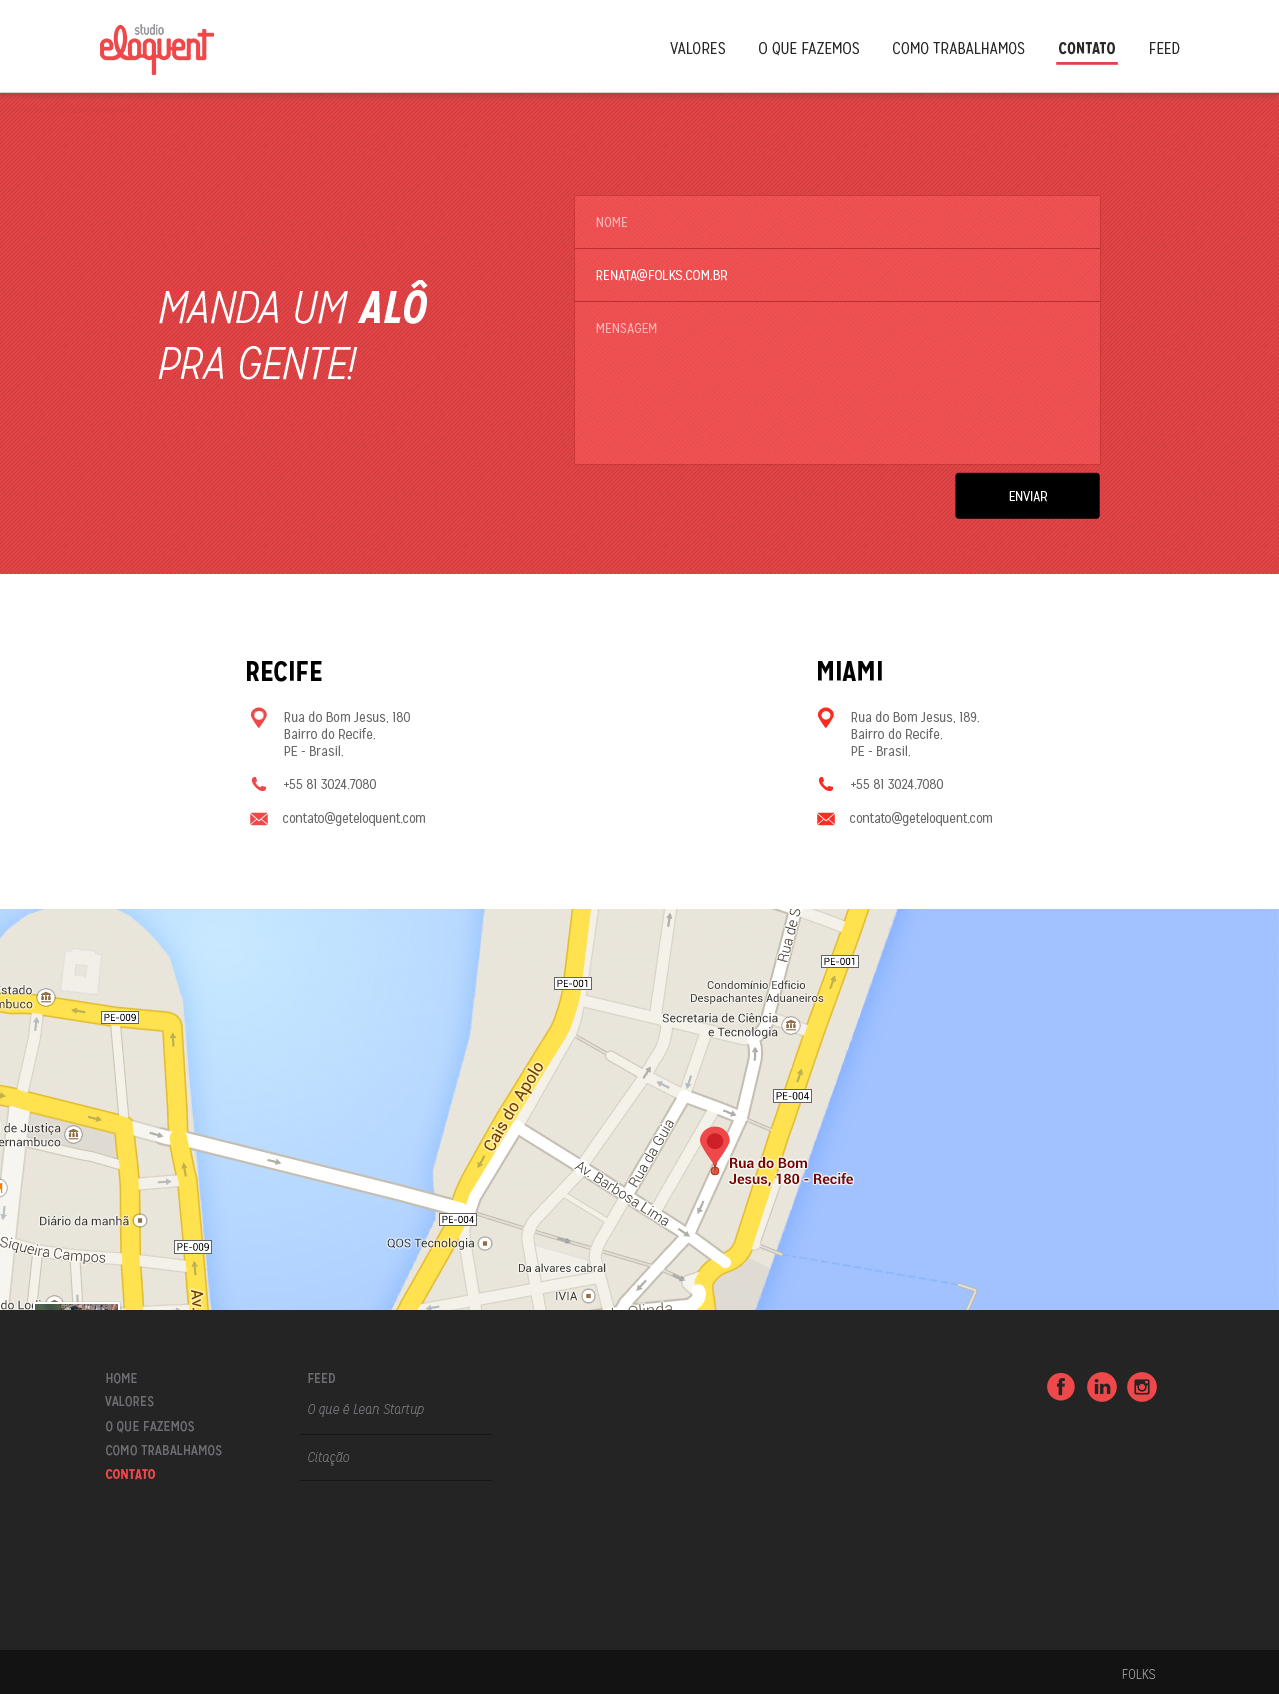 studio
eloquent
VALORES
O QUE FAZEMOS
COMO TRABALHAMOS
CONTATO
FEED
NOME
RENATA@FOLKS.COM.BR
MENSAGEM
MANDA UM ALÔ
PRA GENTE!
ENVIAR
RECIFE
Rua do Bom Jesus, 180
Bairro do Recife.
PE - Brasil.
+55 81 3024.7080
contato@geteloquent.com
MIAMI
Rua do Bom Jesus, 189.
Bairro do Recife.
PE - Brasil.
+55 81 3024.7080
contato@geteloquent.com
Rua de S
PE-001
PE-001
Condomínio Edficio
Despachantes Aduaneiros
Estado
mbuco
PE-009
Secretaria de Ciência
e Tecnologia
Cais do Apolo
PE-004
de Justiça
ernambuco
Rua da Guia
Rua do Bom
Jesus, 180 - Recife
Av. Barbosa Lima
Diário da manhã
PE-004
Siqueira Campos
PE-009
QOS Tecnologia
Da alvares cabral
IVIA
Av.
do Lodi
Olinda
HOME
VALORES
O QUE FAZEMOS
COMO TRABALHAMOS
CONTATO
FEED
O que é Lean Startup
Citação
FOLKS